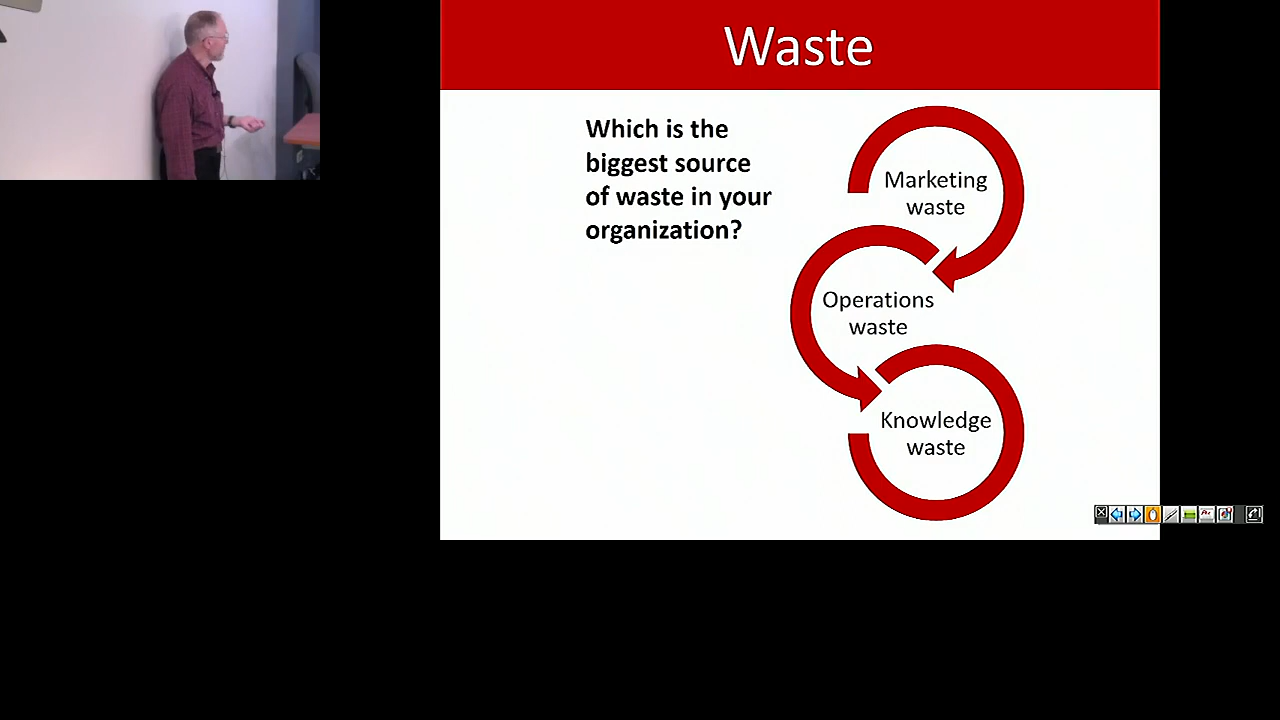 Waste
Which is the
biggest source
of waste in your
organization?
Marketing
waste
Operations
waste
Knowledge
waste